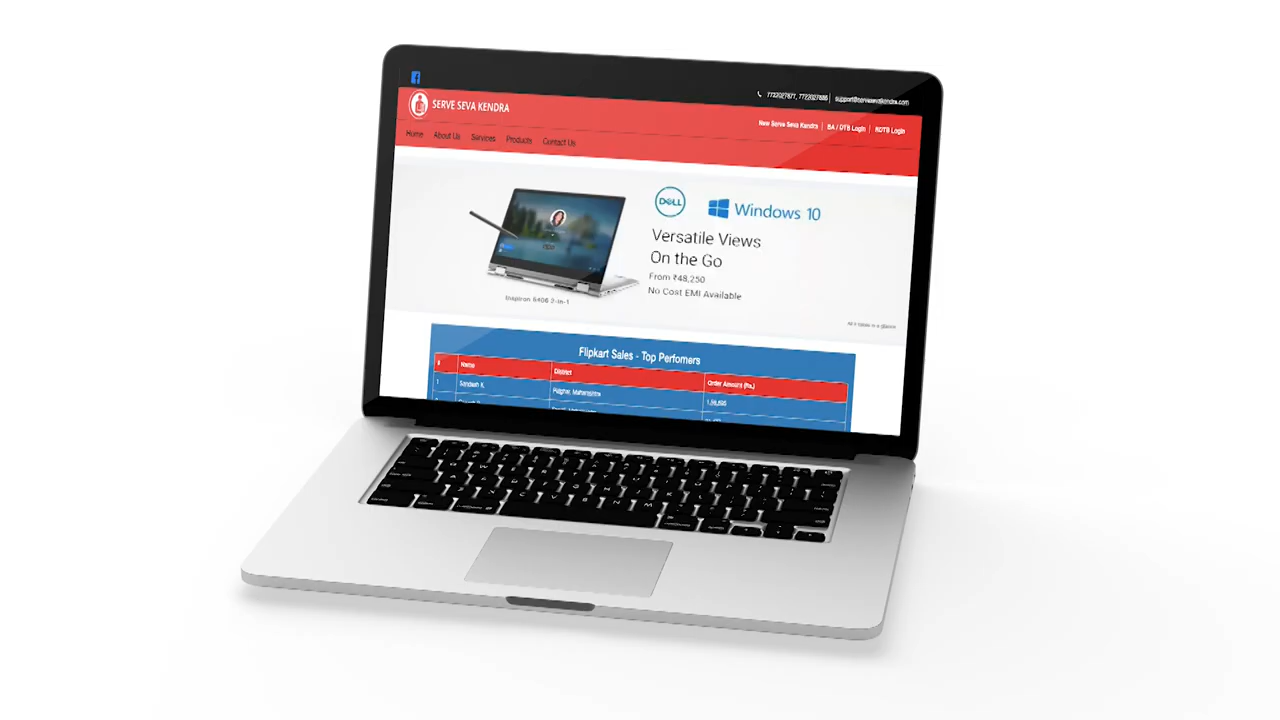 SERVE SEVA KENDRA
New Serve Seva Kendra | BA / DTB Login | RDTB Login
Home About Us Services Products Contact Us
DELL
Windows 10
Versatile Views
On the Go
From ₹48,250
No Cost EMI Available
Inspiron 5406 2-in-1
Flipkart Sales - Top Perfomers
# Name District Order Amount (Rs.)
1 Sandesh K. Palghar, Maharashtra